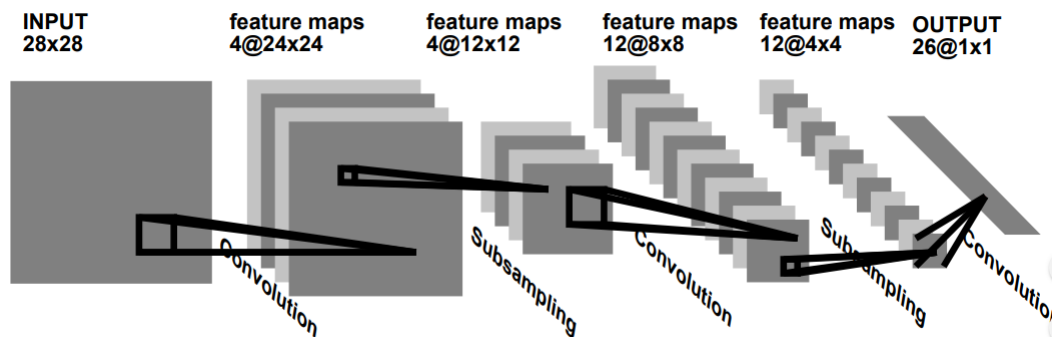 INPUT
28x28
feature maps
4@24x24
feature maps
4@12x12
feature maps
12@8x8
feature maps
12@4x4
OUTPUT
26@1x1
Convolution
Subsampling
Convolution
Subsampling
Convolution